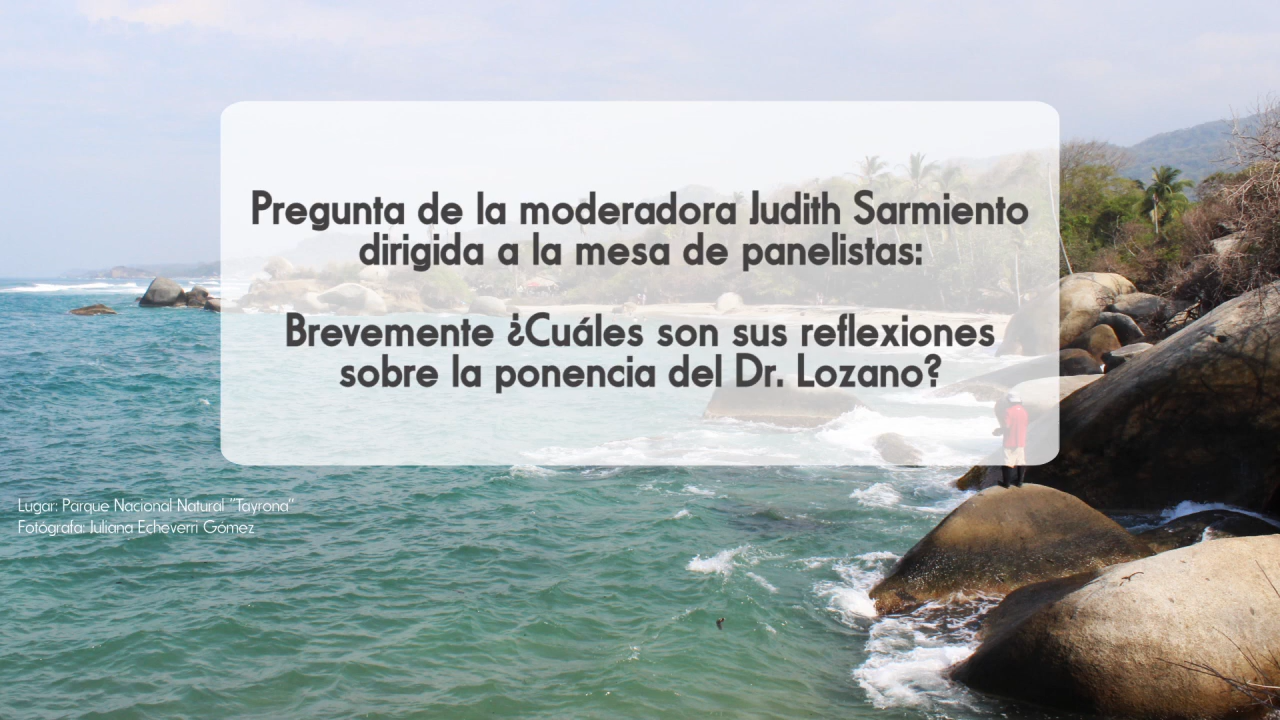 Pregunta de la moderadora Judith Sarmiento
dirigida a la mesa de panelistas:
Brevemente ¿Cuáles son sus reflexiones
sobre la ponencia del Dr. Lozano?
Lugar: Parque Nacional Natural "Tayrona"
Fotógrafa: Juliana Echeverri Gómez